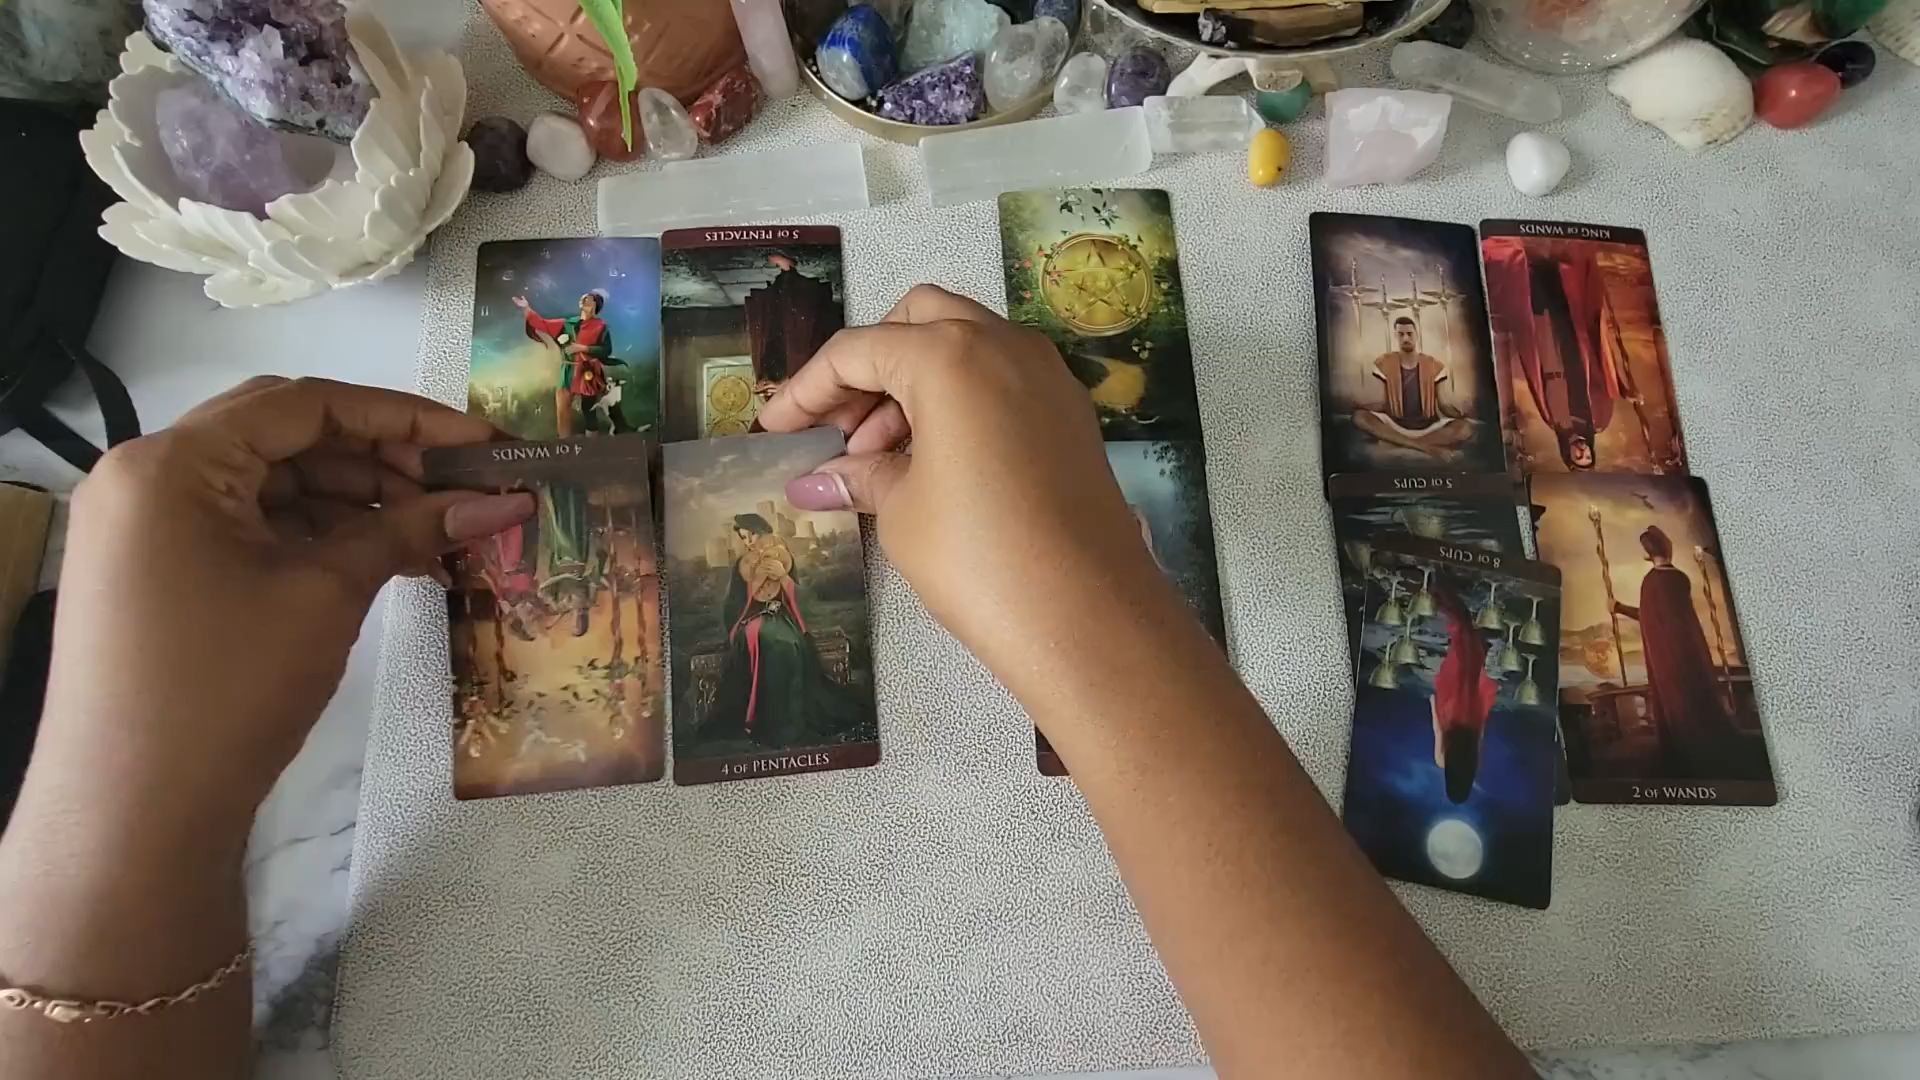 5 OF PENTACLES
KING OF WANDS
4 OF WANDS
5 OF CUPS
8 OF CUPS
4 OF PENTACLES
2 OF WANDS